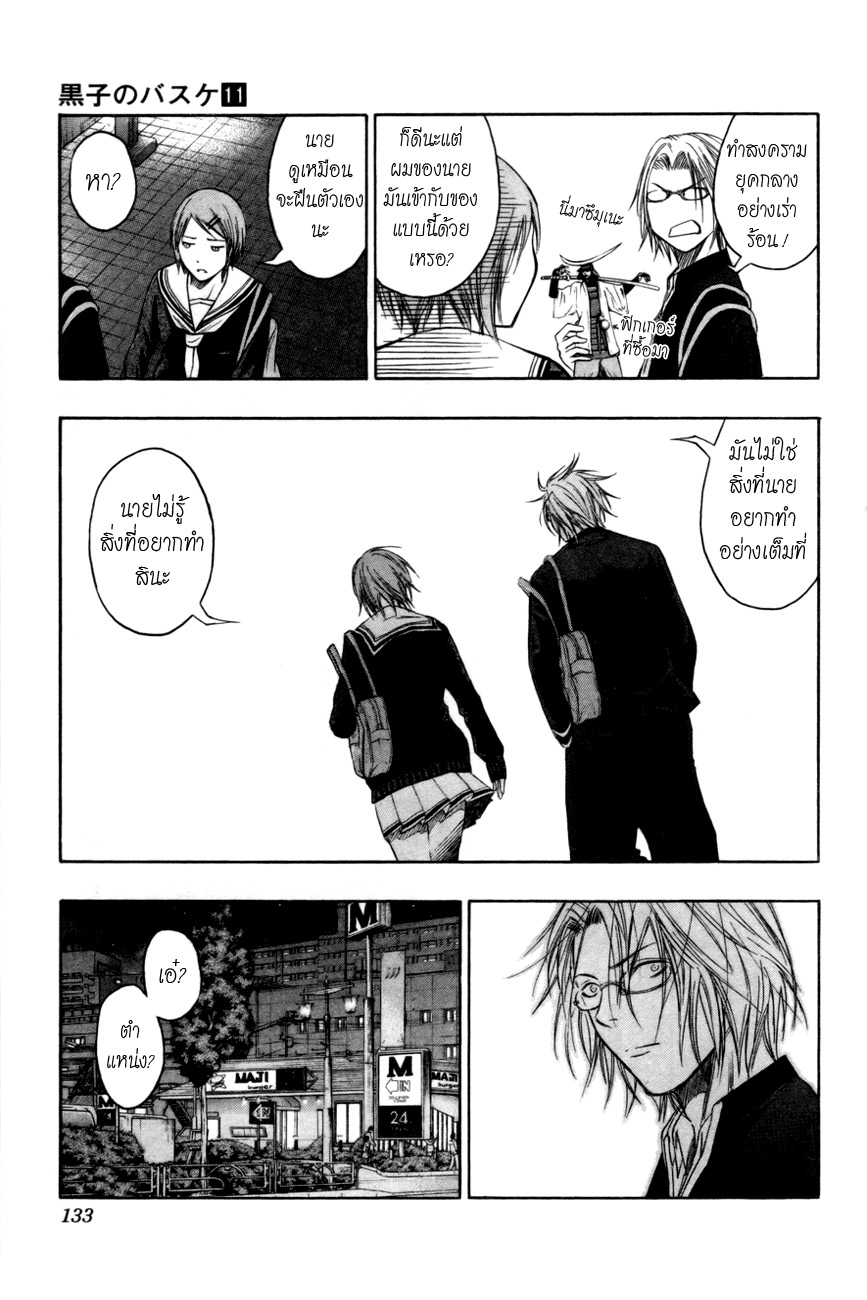 黒子のバスケ 11
ทำสงคราม
ยุคกลาง
อย่างเร่า
ร้อน !
นี่มาซึมุเนะ
ฟิกเกอร์
ที่ซื้อมา
ก็ดีนะแต่
ผมของนาย
มันเข้ากับของ
แบบนี้ด้วย
เหรอ?
นาย
ดูเหมือน
จะฝืนตัวเอง
นะ
หา?
มันไม่ใช่
สิ่งที่นาย
อยากทำ
อย่างเต็มที่
นายไม่รู้
สิ่งที่อยากทำ
สินะ
เอ๋?
ตำ
แหน่ง?
M
MAJI
burger
M
IN
24
MAJI
burger
133